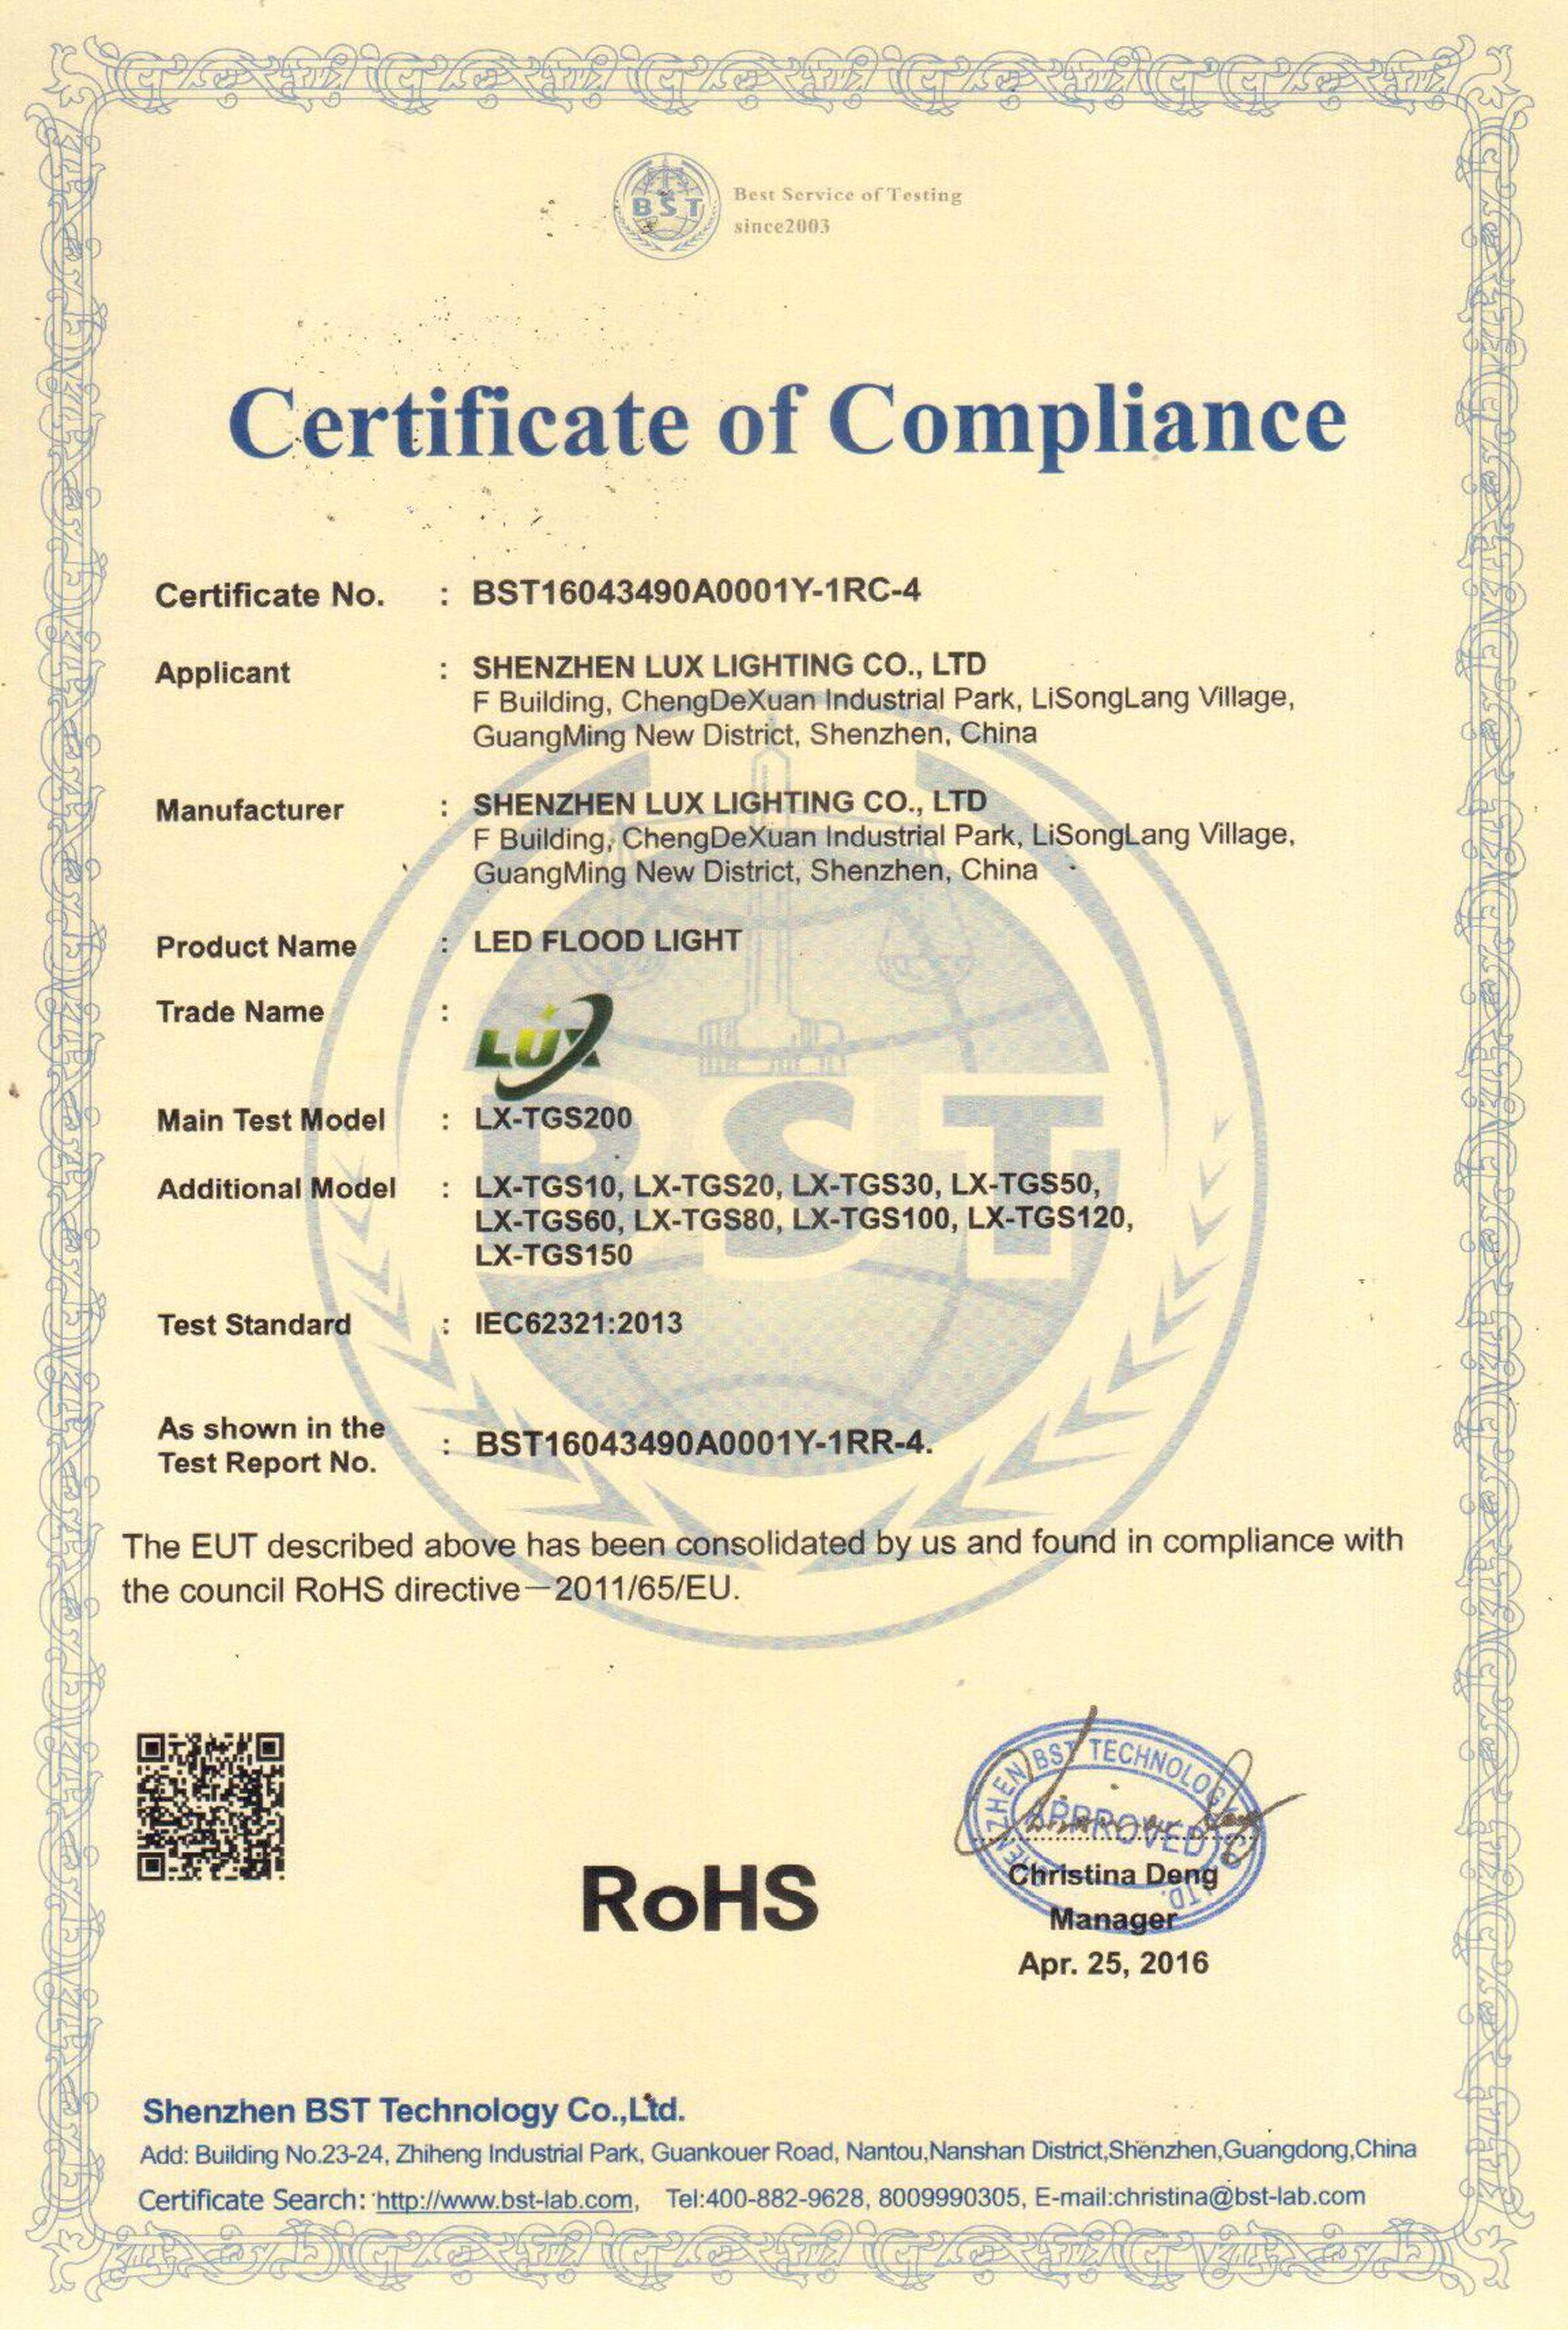 BST
Best Service of Testing
since2003
Certificate of Compliance
Certificate No. : BST16043490A0001Y-1RC-4
Applicant : SHENZHEN LUX LIGHTING CO., LTD
F Building, ChengDeXuan Industrial Park, LiSongLang Village,
GuangMing New District, Shenzhen, China
Manufacturer : SHENZHEN LUX LIGHTING CO., LTD
F Building, ChengDeXuan Industrial Park, LiSongLang Village,
GuangMing New District, Shenzhen, China
Product Name : LED FLOOD LIGHT
Trade Name : LUX
BST
Main Test Model : LX-TGS200
Additional Model : LX-TGS10, LX-TGS20, LX-TGS30, LX-TGS50,
LX-TGS60, LX-TGS80, LX-TGS100, LX-TGS120,
LX-TGS150
Test Standard : IEC62321:2013
As shown in the
Test Report No. : BST16043490A0001Y-1RR-4.
The EUT described above has been consolidated by us and found in compliance with
the council RoHS directive—2011/65/EU.
RoHS
SHENZHEN BST TECHNOLOGY CO., LTD.
APPROVED
Christina Deng
Manager
Apr. 25, 2016
Shenzhen BST Technology Co.,Ltd.
Add: Building No.23-24, Zhiheng Industrial Park, Guankouer Road, Nantou,Nanshan District,Shenzhen,Guangdong,China
Certificate Search: http://www.bst-lab.com, Tel:400-882-9628, 8009990305, E-mail:christina@bst-lab.com